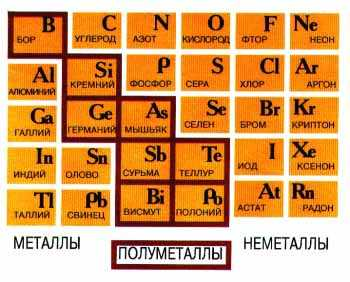 B C N O F Ne
БОР УГЛЕРОД АЗОТ КИСЛОРОД ФТОР НЕОН
Al Si P S Cl Ar
АЛЮМИНИЙ КРЕМНИЙ ФОСФОР СЕРА ХЛОР АРГОН
Ga Ge As Se Br Kr
ГАЛЛИЙ ГЕРМАНИЙ МЫШЬЯК СЕЛЕН БРОМ КРИПТОН
In Sn Sb Te I Xe
ИНДИЙ ОЛОВО СУРЬМА ТЕЛЛУР ИОД КСЕНОН
Tl Pb Bi Po At Rn
ТАЛЛИЙ СВИНЕЦ ВИСМУТ ПОЛОНИЙ АСТАТ РАДОН
МЕТАЛЛЫ НЕМЕТАЛЛЫ
ПОЛУМЕТАЛЛЫ